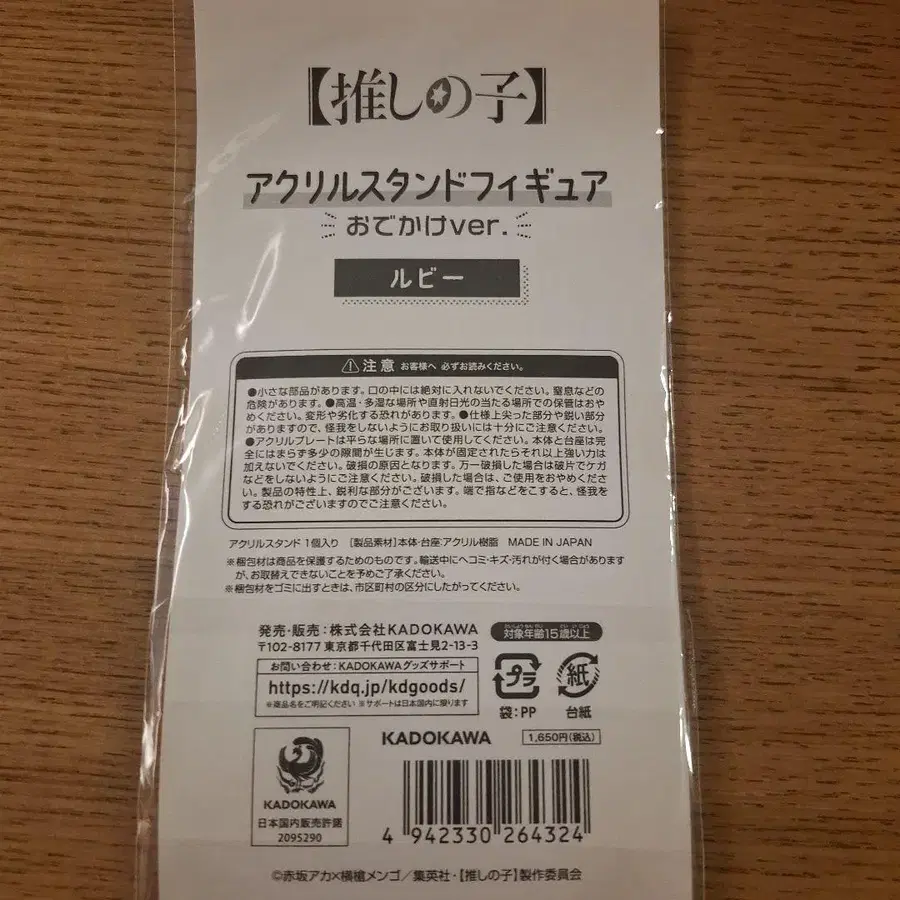 【推しの子】
アクリルスタンドフィギュア
おでかけver.
ルビー
注意 お客様へ 必ずお読みください。
●小さな部品があります。口の中には絶対に入れないでください。窒息などの
危険があります。●高温・多湿な場所や直射日光の当たる場所での保管はおや
めください。変形や劣化する恐れがあります。●仕様上尖った部分や鋭い部分
がありますので、怪我をしないようにお取り扱いには十分にご注意ください。
●アクリルプレートは平らな場所に置いて使用してください。本体と台座は完
全にはまらず多少の隙間が生じます。本体が固定されたらそれ以上強い力は
加えないでください。破損の原因となります。万一破損した場合は破片でケガ
などをしないようにご注意ください。破損した場合は、ご使用をおやめくださ
い。製品の特性上、鋭利な部分がございます。端で指などをこすると、怪我を
する恐れがございますのでご注意ください。
アクリルスタンド1個入り 【製品素材】本体・台座:アクリル樹脂 MADE IN JAPAN
※梱包材は商品を保護するためのものです。輸送中にヘコミ・キズ・汚れが付く場合があります
が、お取替えできないことを予めご了承ください。
※梱包材をゴミに出すときは、市区町村の区分にしたがってください。
発売・販売:株式会社KADOKAWA
対象年齢15歳以上
〒102-8177 東京都千代田区富士見2-13-3
お問い合わせ:KADOKAWAグッズサポート
https://kdq.jp/kdgoods/
※商品名をご明記ください ※サポートは日本国内に限ります
プラ
紙
袋:PP
台紙
KADOKAWA
1,650円(税込)
KADOKAWA
日本国内販売許諾
2095290
4 942330 264324
©赤坂アカ×横槍メンゴ／集英社・【推しの子】製作委員会